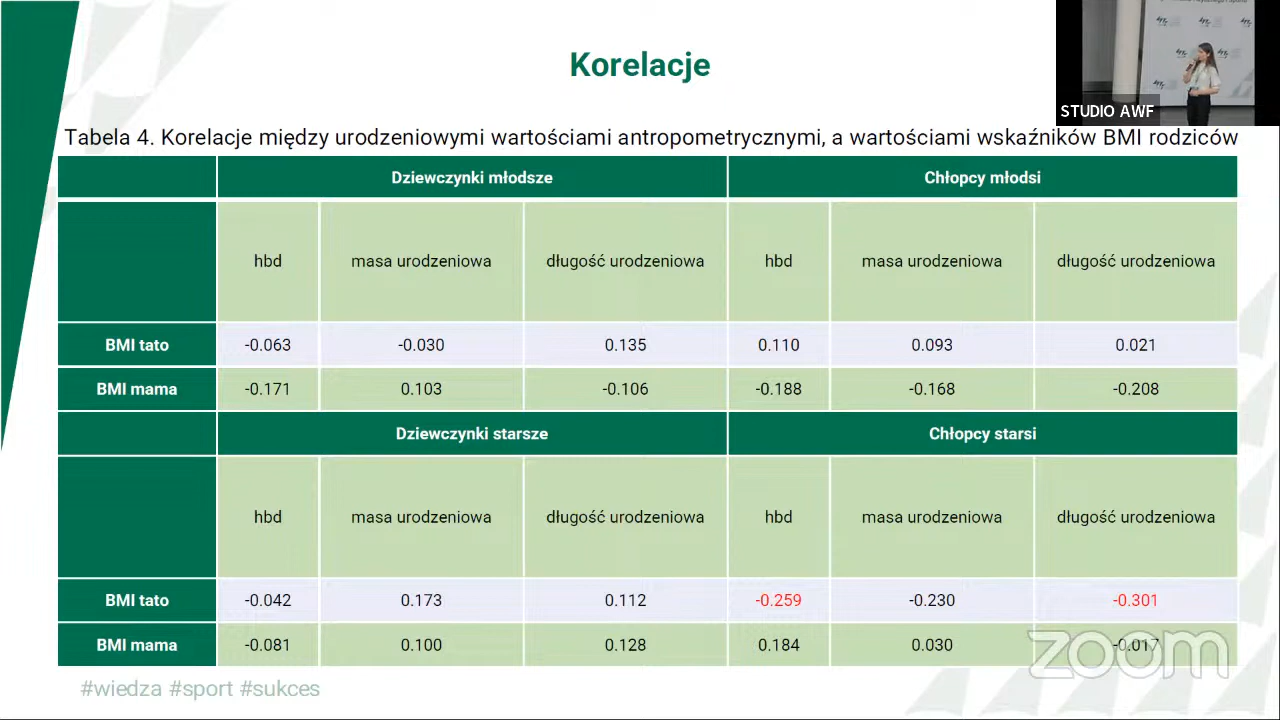 Korelacje
STUDIO AWF
Tabela 4. Korelacje między urodzeniowymi wartościami antropometrycznymi, a wartościami wskaźników BMI rodziców
Dziewczynki młodsze Chłopcy młodsi
hbd masa urodzeniowa długość urodzeniowa hbd masa urodzeniowa długość urodzeniowa
BMI tato -0.063 -0.030 0.135 0.110 0.093 0.021
BMI mama -0.171 0.103 -0.106 -0.188 -0.168 -0.208
Dziewczynki starsze Chłopcy starsi
hbd masa urodzeniowa długość urodzeniowa hbd masa urodzeniowa długość urodzeniowa
BMI tato -0.042 0.173 0.112 -0.259 -0.230 -0.301
BMI mama -0.081 0.100 0.128 0.184 0.030 -0.017
zoom
#wiedza #sport #sukces